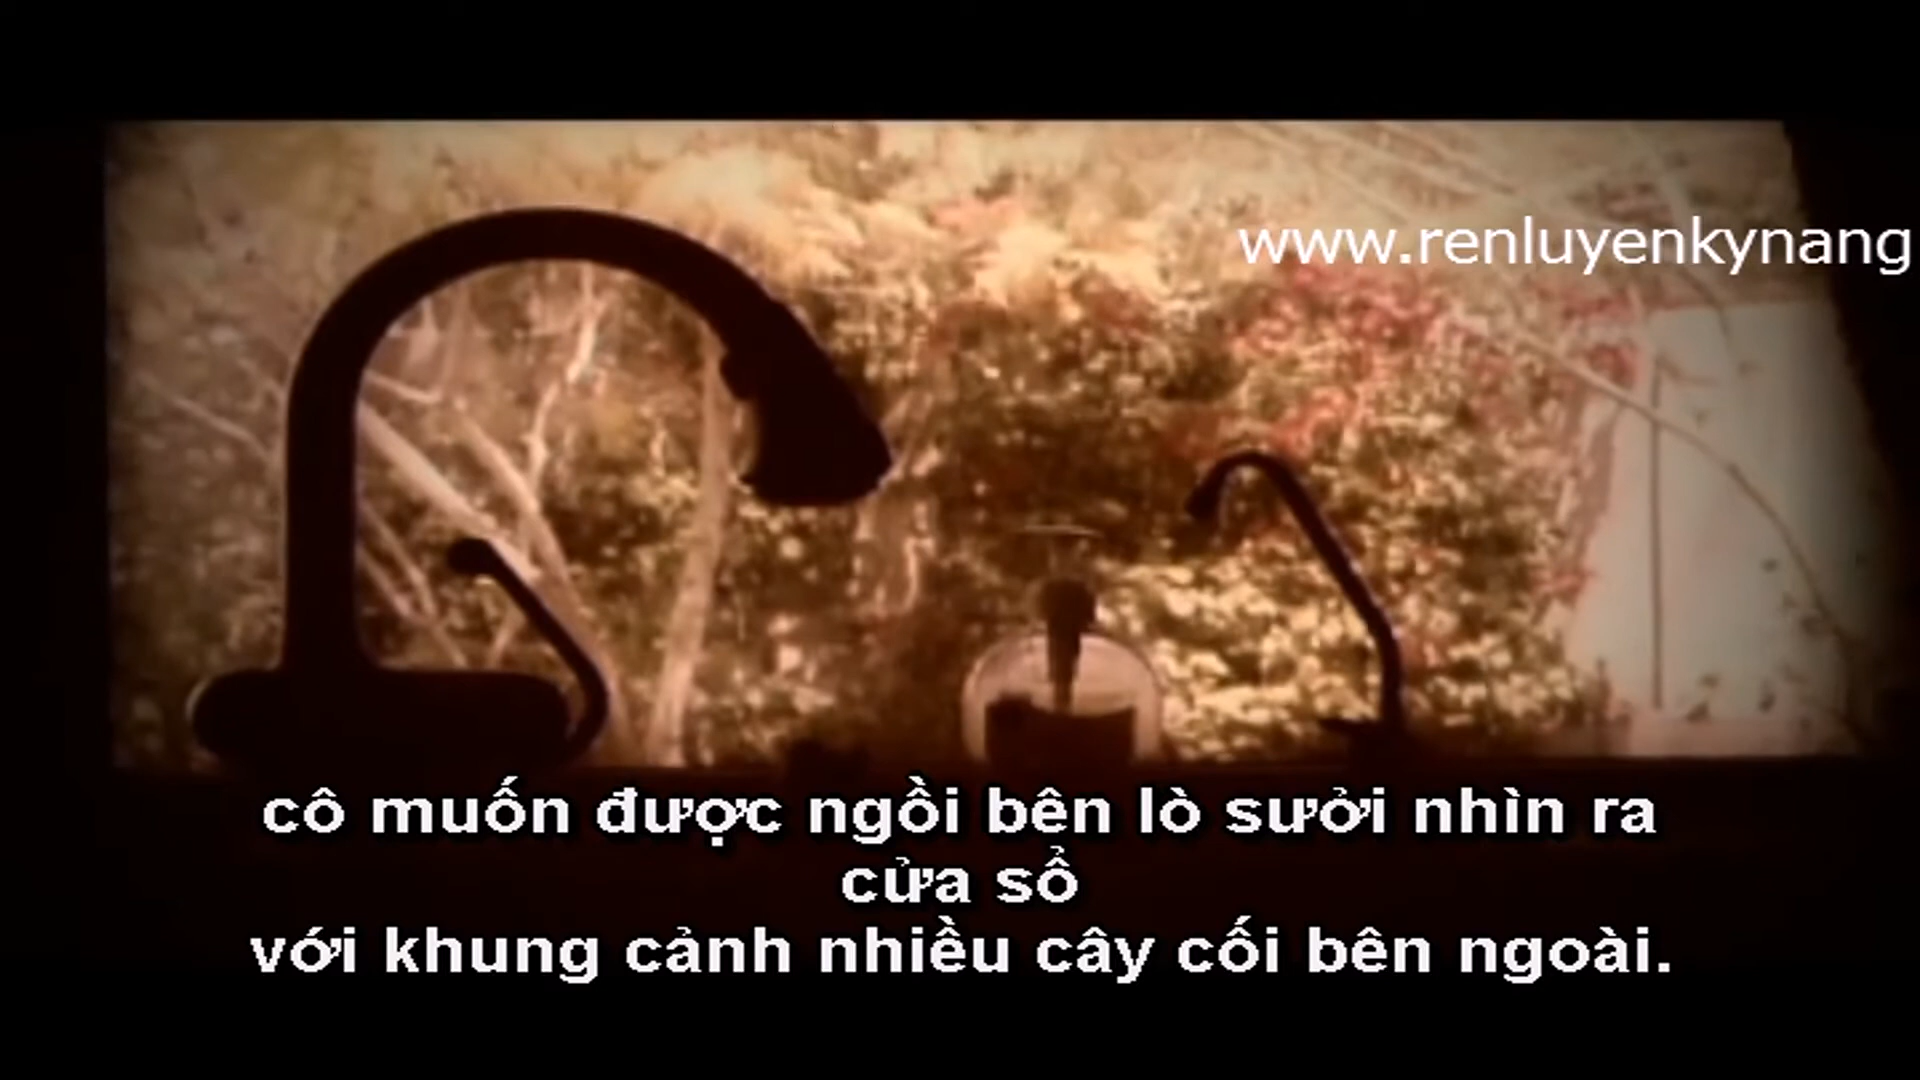 www.renluyenkynang
cô muốn được ngồi bên lò sưởi nhìn ra
cửa sổ
với khung cảnh nhiều cây cối bên ngoài.